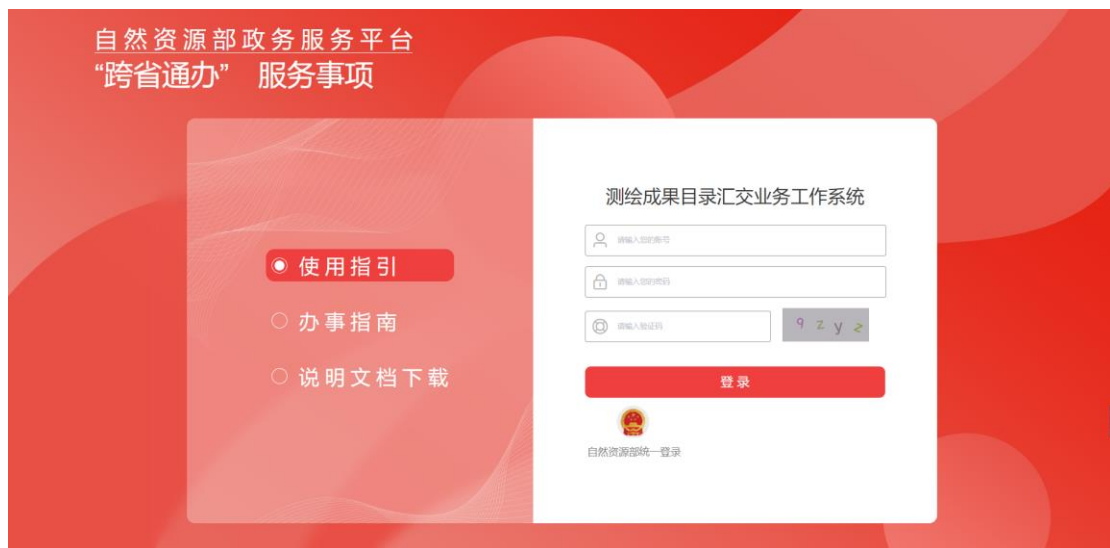 自然资源部政务服务平台
“跨省通办” 服务事项
使用指引
办事指南
说明文档下载
测绘成果目录汇交业务工作系统
请输入您的账号
请输入您的密码
请输入验证码
9 z y z
登录
自然资源部统一登录